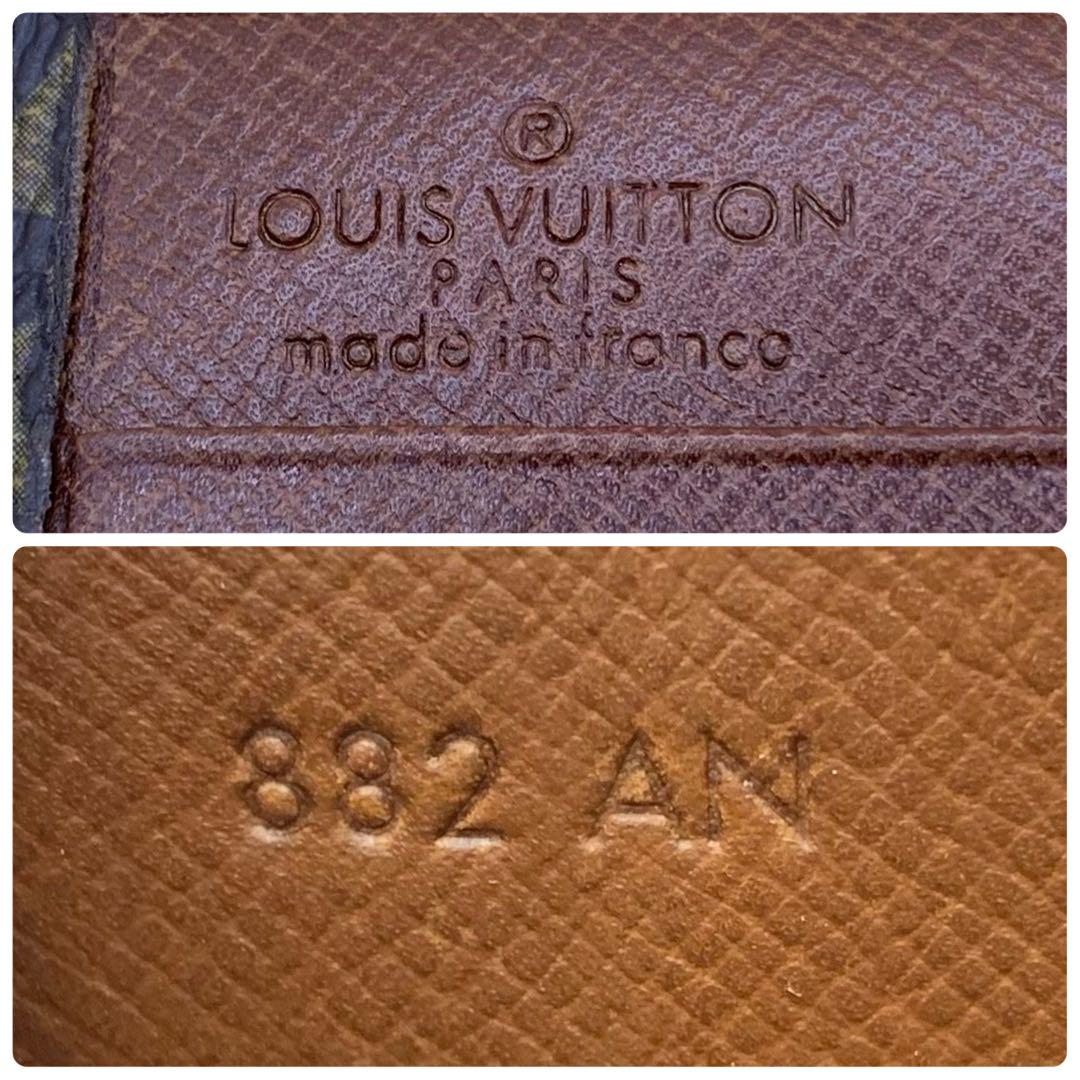 ®
LOUIS VUITTON
PARIS
made in france
882 AN